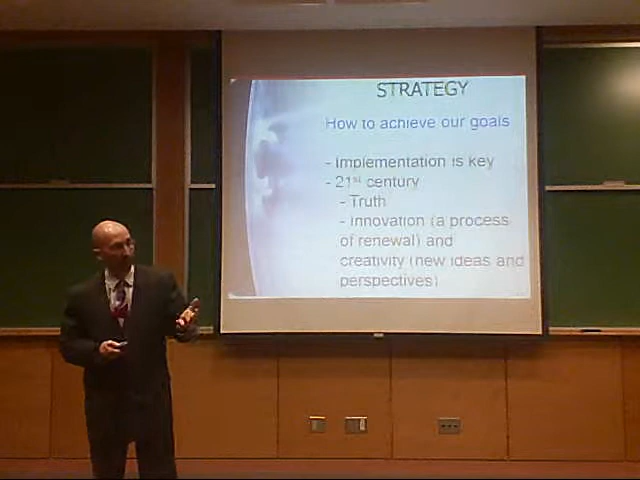 STRATEGY
How to achieve our goals
- Implementation is key
- 21st century
- Truth
- Innovation (a process
of renewal) and
creativity (new ideas and
perspectives)